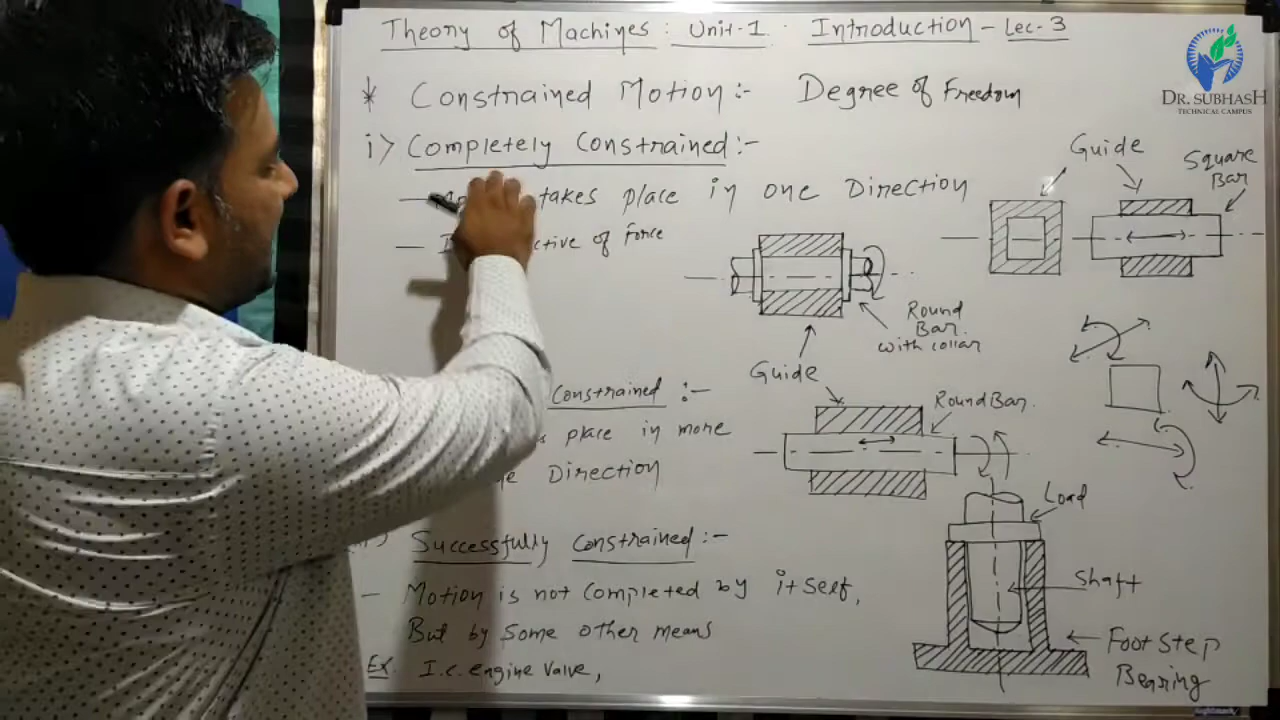 Theory of Machines: Unit-1. Introduction - Lec-3
* Constrained Motion:- Degree of Freedom
i) Completely Constrained :-
takes place in one Direction
of Force
Constrained :-
place in more
Direction
Successfully Constrained :-
- Motion is not completed by itself,
But by some other means
Ex. I.C. engine valve,
Guide
Square
Bar
Round
Bar.
with collar
Guide
Round Bar.
Load
Shaft
Foot Step
Bearing
DR. SUBHASH
TECHNICAL CAMPUS